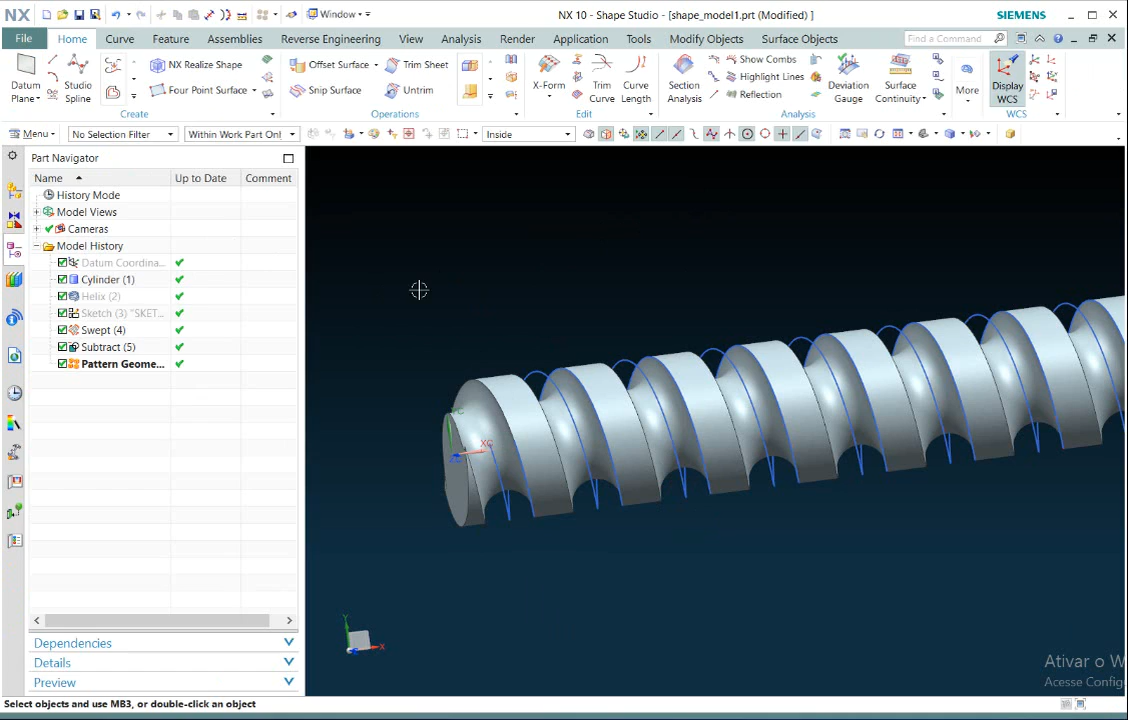 NX
Window
NX 10 - Shape Studio - [shape_model1.prt (Modified) ]
SIEMENS
File
Home
Curve
Feature
Assemblies
Reverse Engineering
View
Analysis
Render
Application
Tools
Modify Objects
Surface Objects
Find a Command
Datum
Plane
Studio
Spline
NX Realize Shape
Four Point Surface
Create
Offset Surface
Trim Sheet
Snip Surface
Untrim
Operations
X-Form
Trim
Curve
Curve
Length
Edit
Section
Analysis
Show Combs
Highlight Lines
Reflection
Deviation
Gauge
Surface
Continuity
Analysis
More
Display
WCS
WCS
Menu
No Selection Filter
Within Work Part Onl
Inside
Part Navigator
Name
Up to Date
Comment
History Mode
Model Views
Cameras
Model History
Datum Coordina...
Cylinder (1)
Helix (2)
Sketch (3) "SKET...
Swept (4)
Subtract (5)
Pattern Geome...
Dependencies
Details
Preview
XC
Y
X
Ativar o W
Acesse Config
Select objects and use MB3, or double-click an object